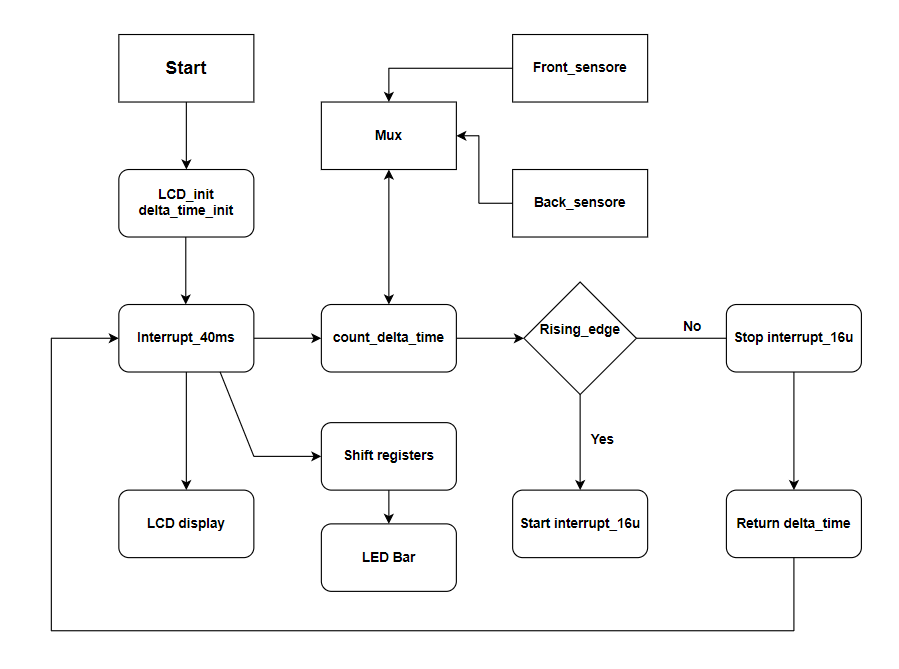 Start
Front_sensore
Mux
LCD_init
delta_time_init
Back_sensore
Interrupt_40ms
count_delta_time
Rising_edge
No
Stop interrupt_16u
Yes
Shift registers
LCD display
Start interrupt_16u
Return delta_time
LED Bar